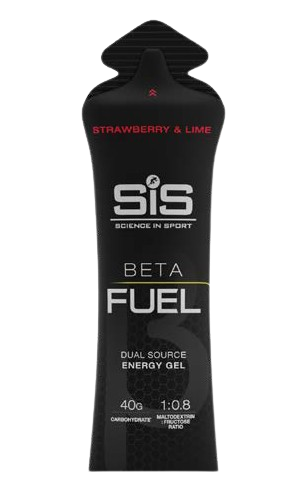 STRAWBERRY & LIME
SiS
SCIENCE IN SPORT
BETA
FUEL
DUAL SOURCE
ENERGY GEL
40G 1:0.8
CARBOHYDRATE MALTODEXTRIN
:FRUCTOSE
RATIO